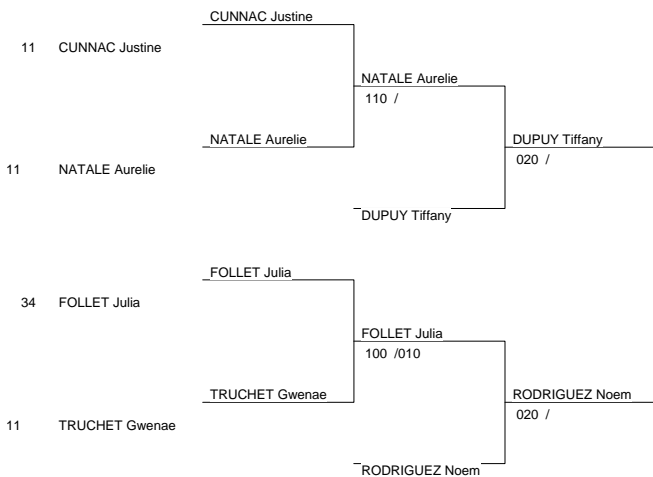 CUNNAC Justine
11 CUNNAC Justine
NATALE Aurelie
110 /
NATALE Aurelie
DUPUY Tiffany
020 /
11 NATALE Aurelie
DUPUY Tiffany
FOLLET Julia
34 FOLLET Julia
FOLLET Julia
100 /010
TRUCHET Gwenae
RODRIGUEZ Noem
020 /
11 TRUCHET Gwenae
RODRIGUEZ Noem